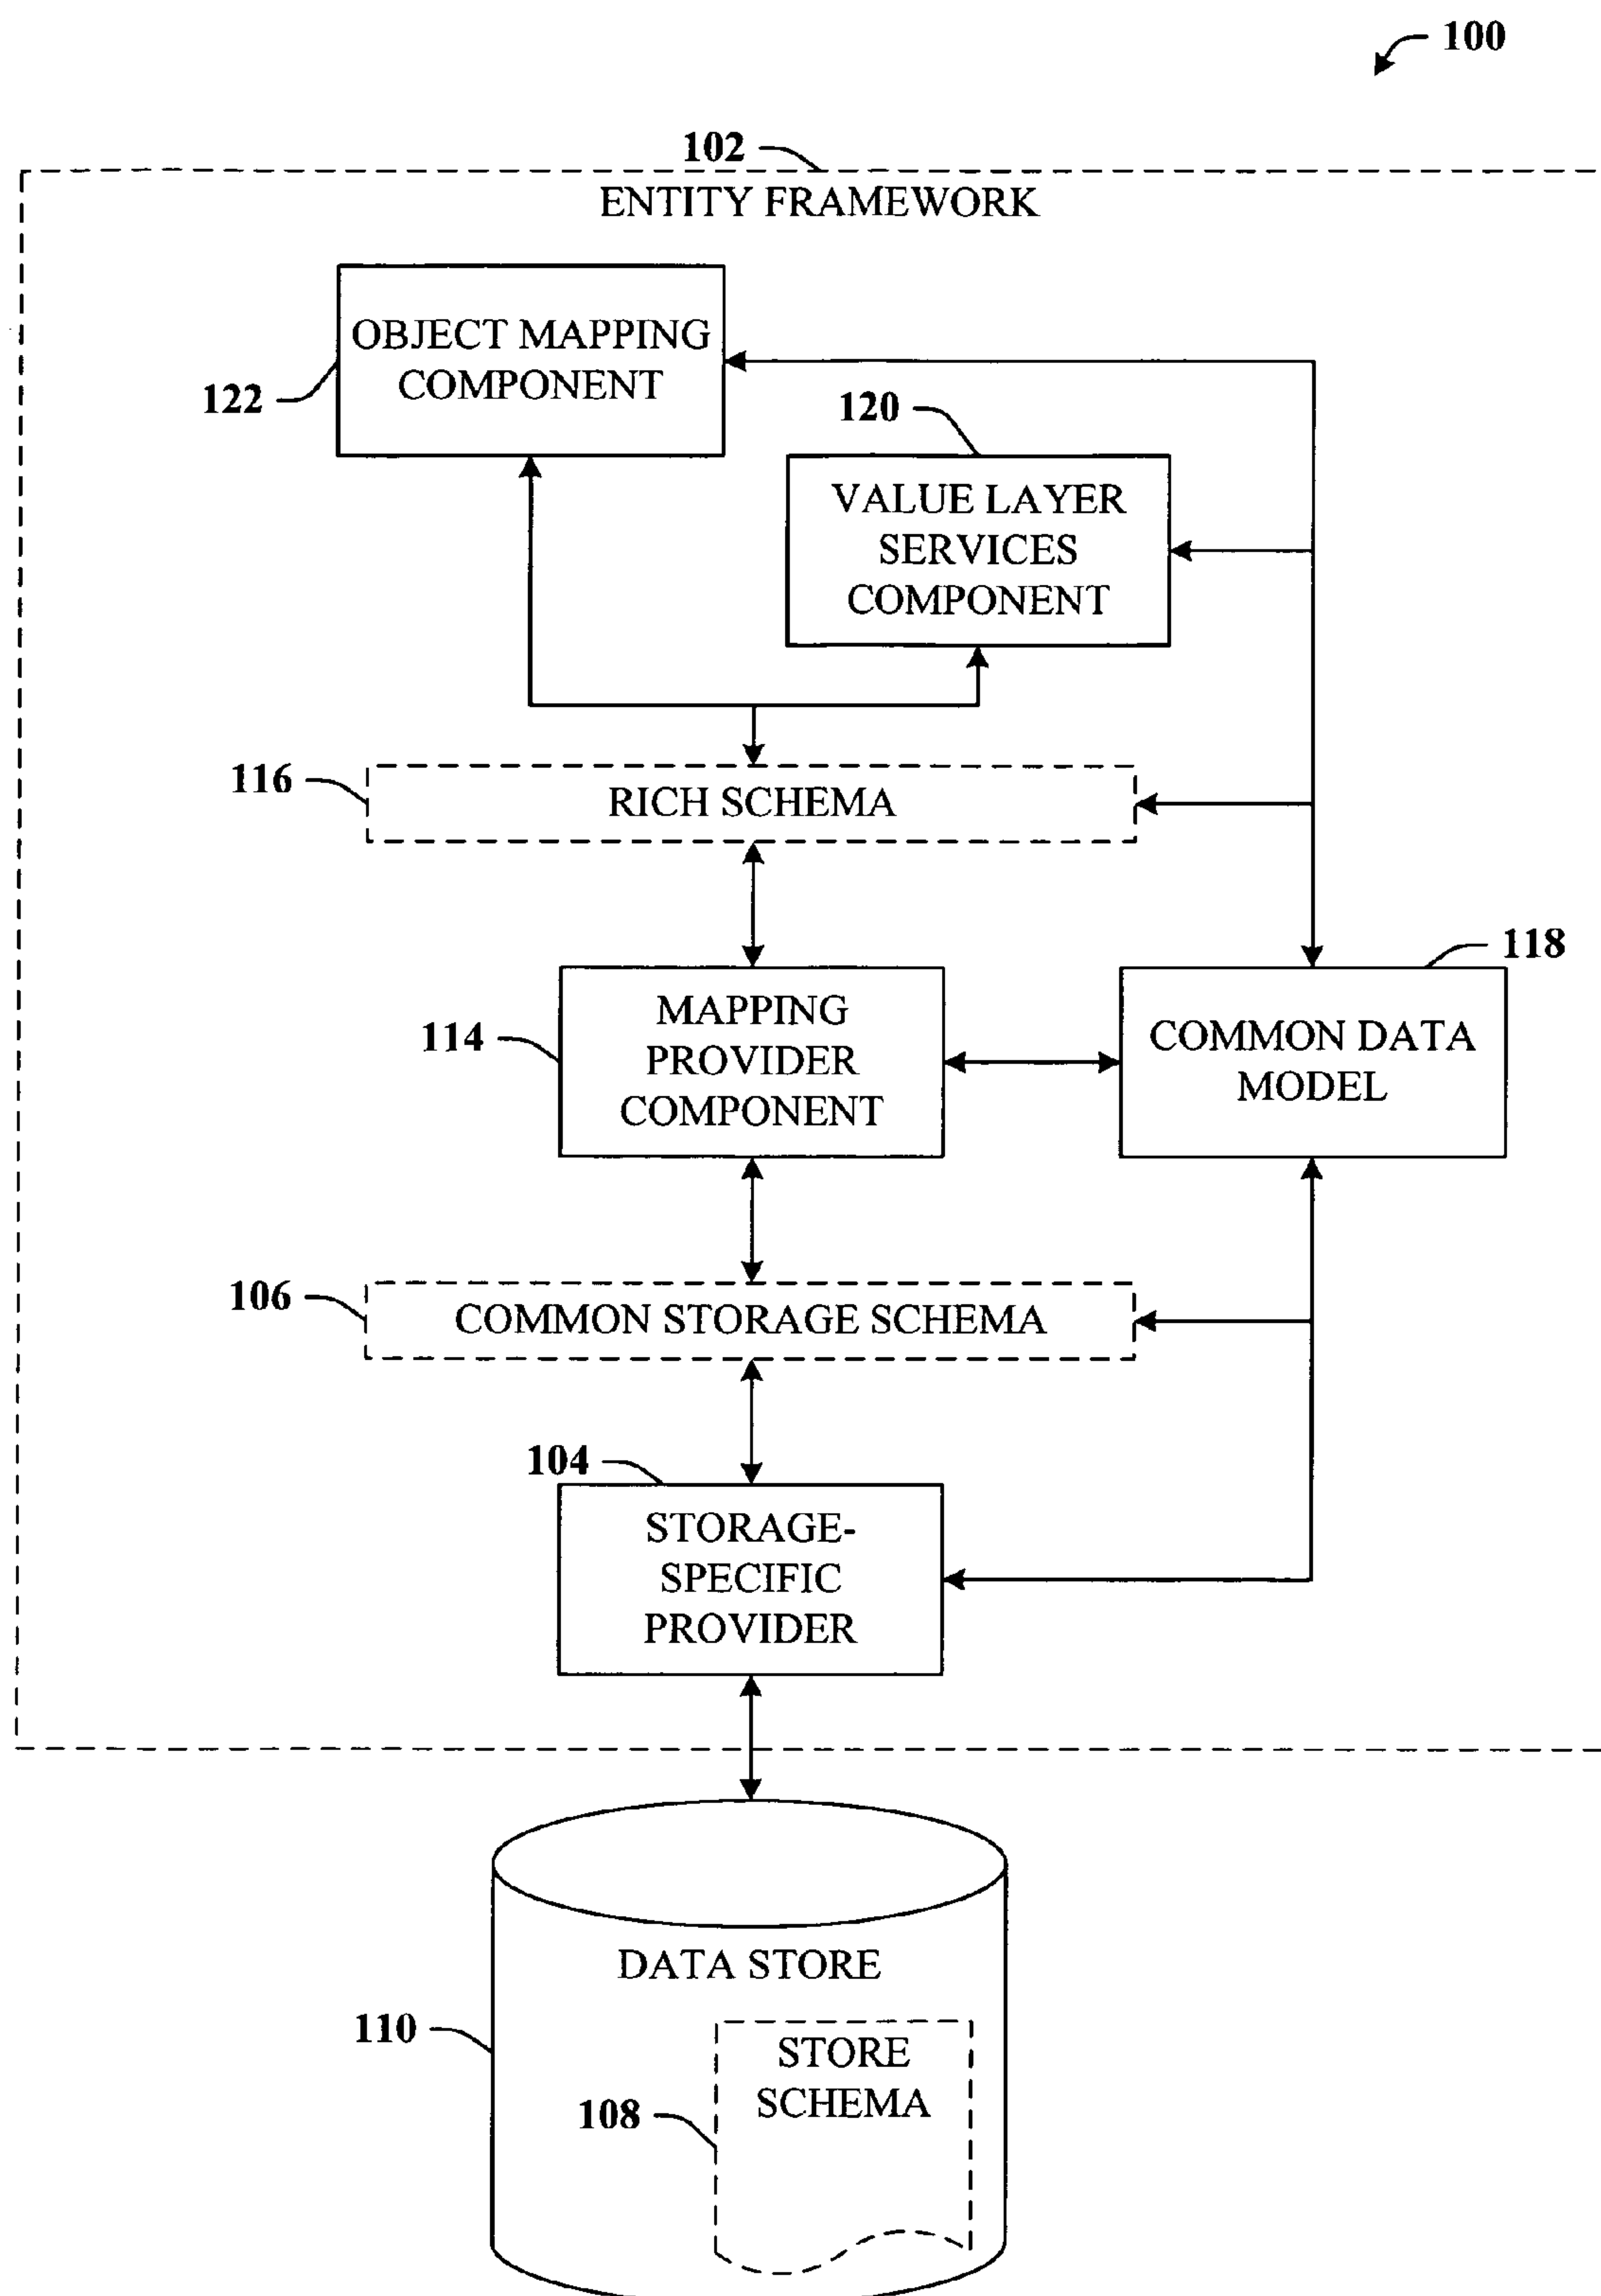 100
102
ENTITY FRAMEWORK
OBJECT MAPPING
COMPONENT
122
120
VALUE LAYER
SERVICES
COMPONENT
116
RICH SCHEMA
118
MAPPING
PROVIDER
COMPONENT
114
COMMON DATA
MODEL
106
COMMON STORAGE SCHEMA
104
STORAGE-
SPECIFIC
PROVIDER
DATA STORE
110
STORE
SCHEMA
108